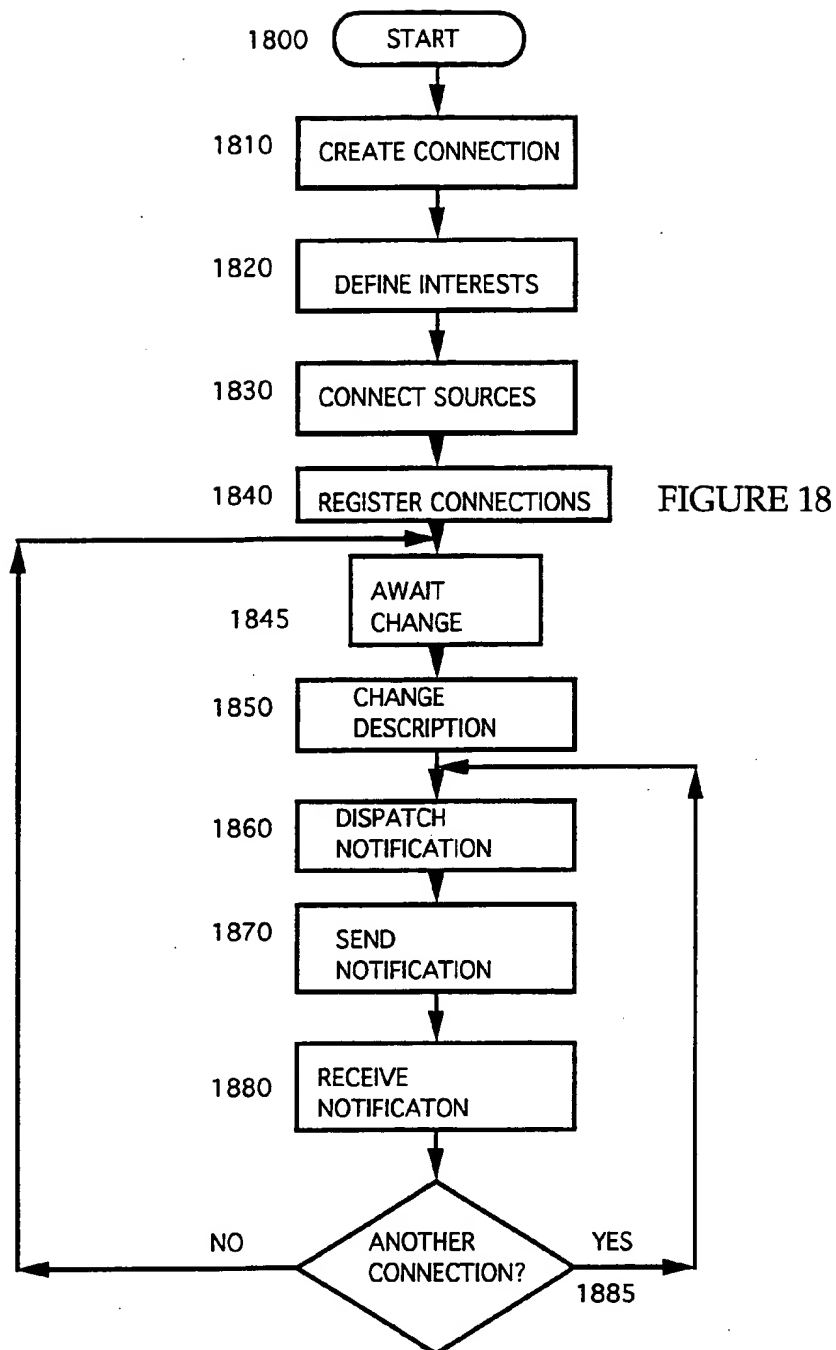 1800 START
1810 CREATE CONNECTION
1820 DEFINE INTERESTS
1830 CONNECT SOURCES
1840 REGISTER CONNECTIONS FIGURE 18
1845 AWAIT
CHANGE
1850 CHANGE
DESCRIPTION
1860 DISPATCH
NOTIFICATION
1870 SEND
NOTIFICATION
1880 RECEIVE
NOTIFICATON
NO ANOTHER YES
CONNECTION?
1885